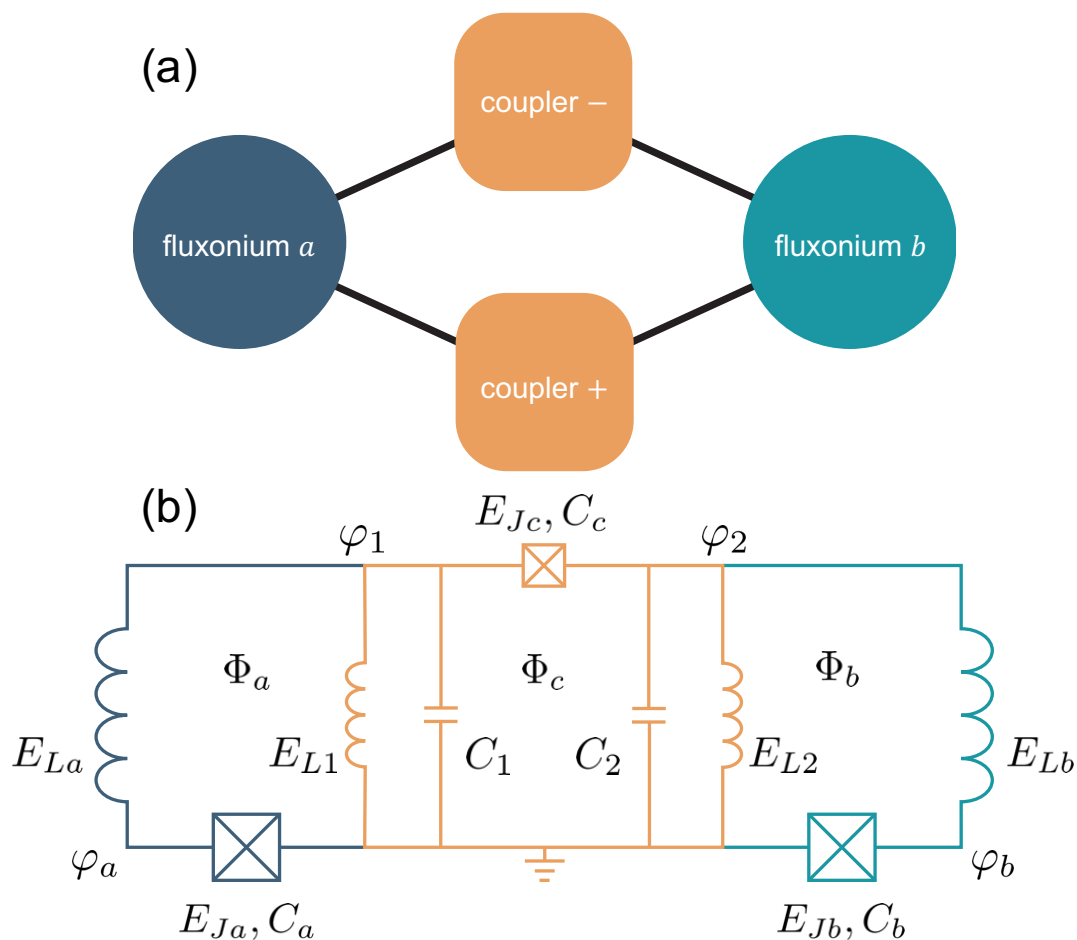 (a)
coupler −
fluxonium a
fluxonium b
coupler +
(b)
E_{Jc}, C_c
φ_1
φ_2
Φ_a
Φ_c
Φ_b
E_{La}
E_{L1}
C_1
C_2
E_{L2}
E_{Lb}
φ_a
φ_b
E_{Ja}, C_a
E_{Jb}, C_b